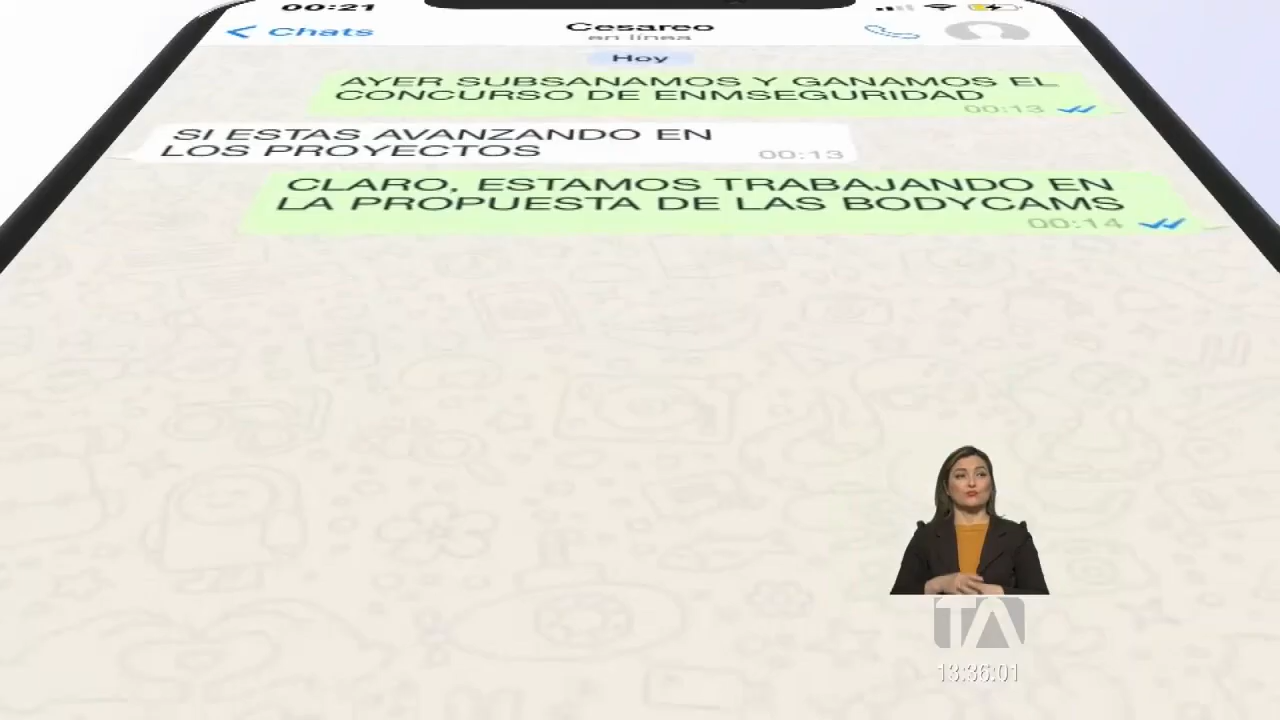 00:21
Chats
Cesareo
en línea
Hoy
AYER SUBSANAMOS Y GANAMOS EL
CONCURSO DE ENMSEGURIDAD
00:13
SI ESTAS AVANZANDO EN
LOS PROYECTOS
00:13
CLARO, ESTAMOS TRABAJANDO EN
LA PROPUESTA DE LAS BODYCAMS
00:14
TA
13:36:01